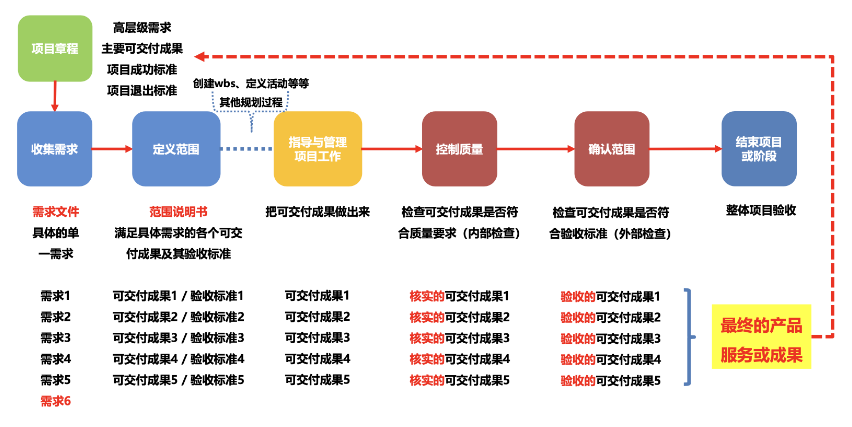 项目章程
高层级需求
主要可交付成果
项目成功标准
项目退出标准
创建wbs、定义活动等等
其他规划过程
收集需求
定义范围
指导与管理
项目工作
控制质量
确认范围
结束项目
或阶段
需求文件
具体的单
一需求
范围说明书
满足具体需求的各个可交
付成果及其验收标准
把可交付成果做出来
检查可交付成果是否符
合质量要求（内部检查）
检查可交付成果是否符
合验收标准（外部检查）
整体项目验收
需求1
需求2
需求3
需求4
需求5
需求6
可交付成果1 / 验收标准1
可交付成果2 / 验收标准2
可交付成果3 / 验收标准3
可交付成果4 / 验收标准4
可交付成果5 / 验收标准5
可交付成果1
可交付成果2
可交付成果3
可交付成果4
可交付成果5
核实的可交付成果1
核实的可交付成果2
核实的可交付成果3
核实的可交付成果4
核实的可交付成果5
验收的可交付成果1
验收的可交付成果2
验收的可交付成果3
验收的可交付成果4
验收的可交付成果5
最终的产品
服务或成果